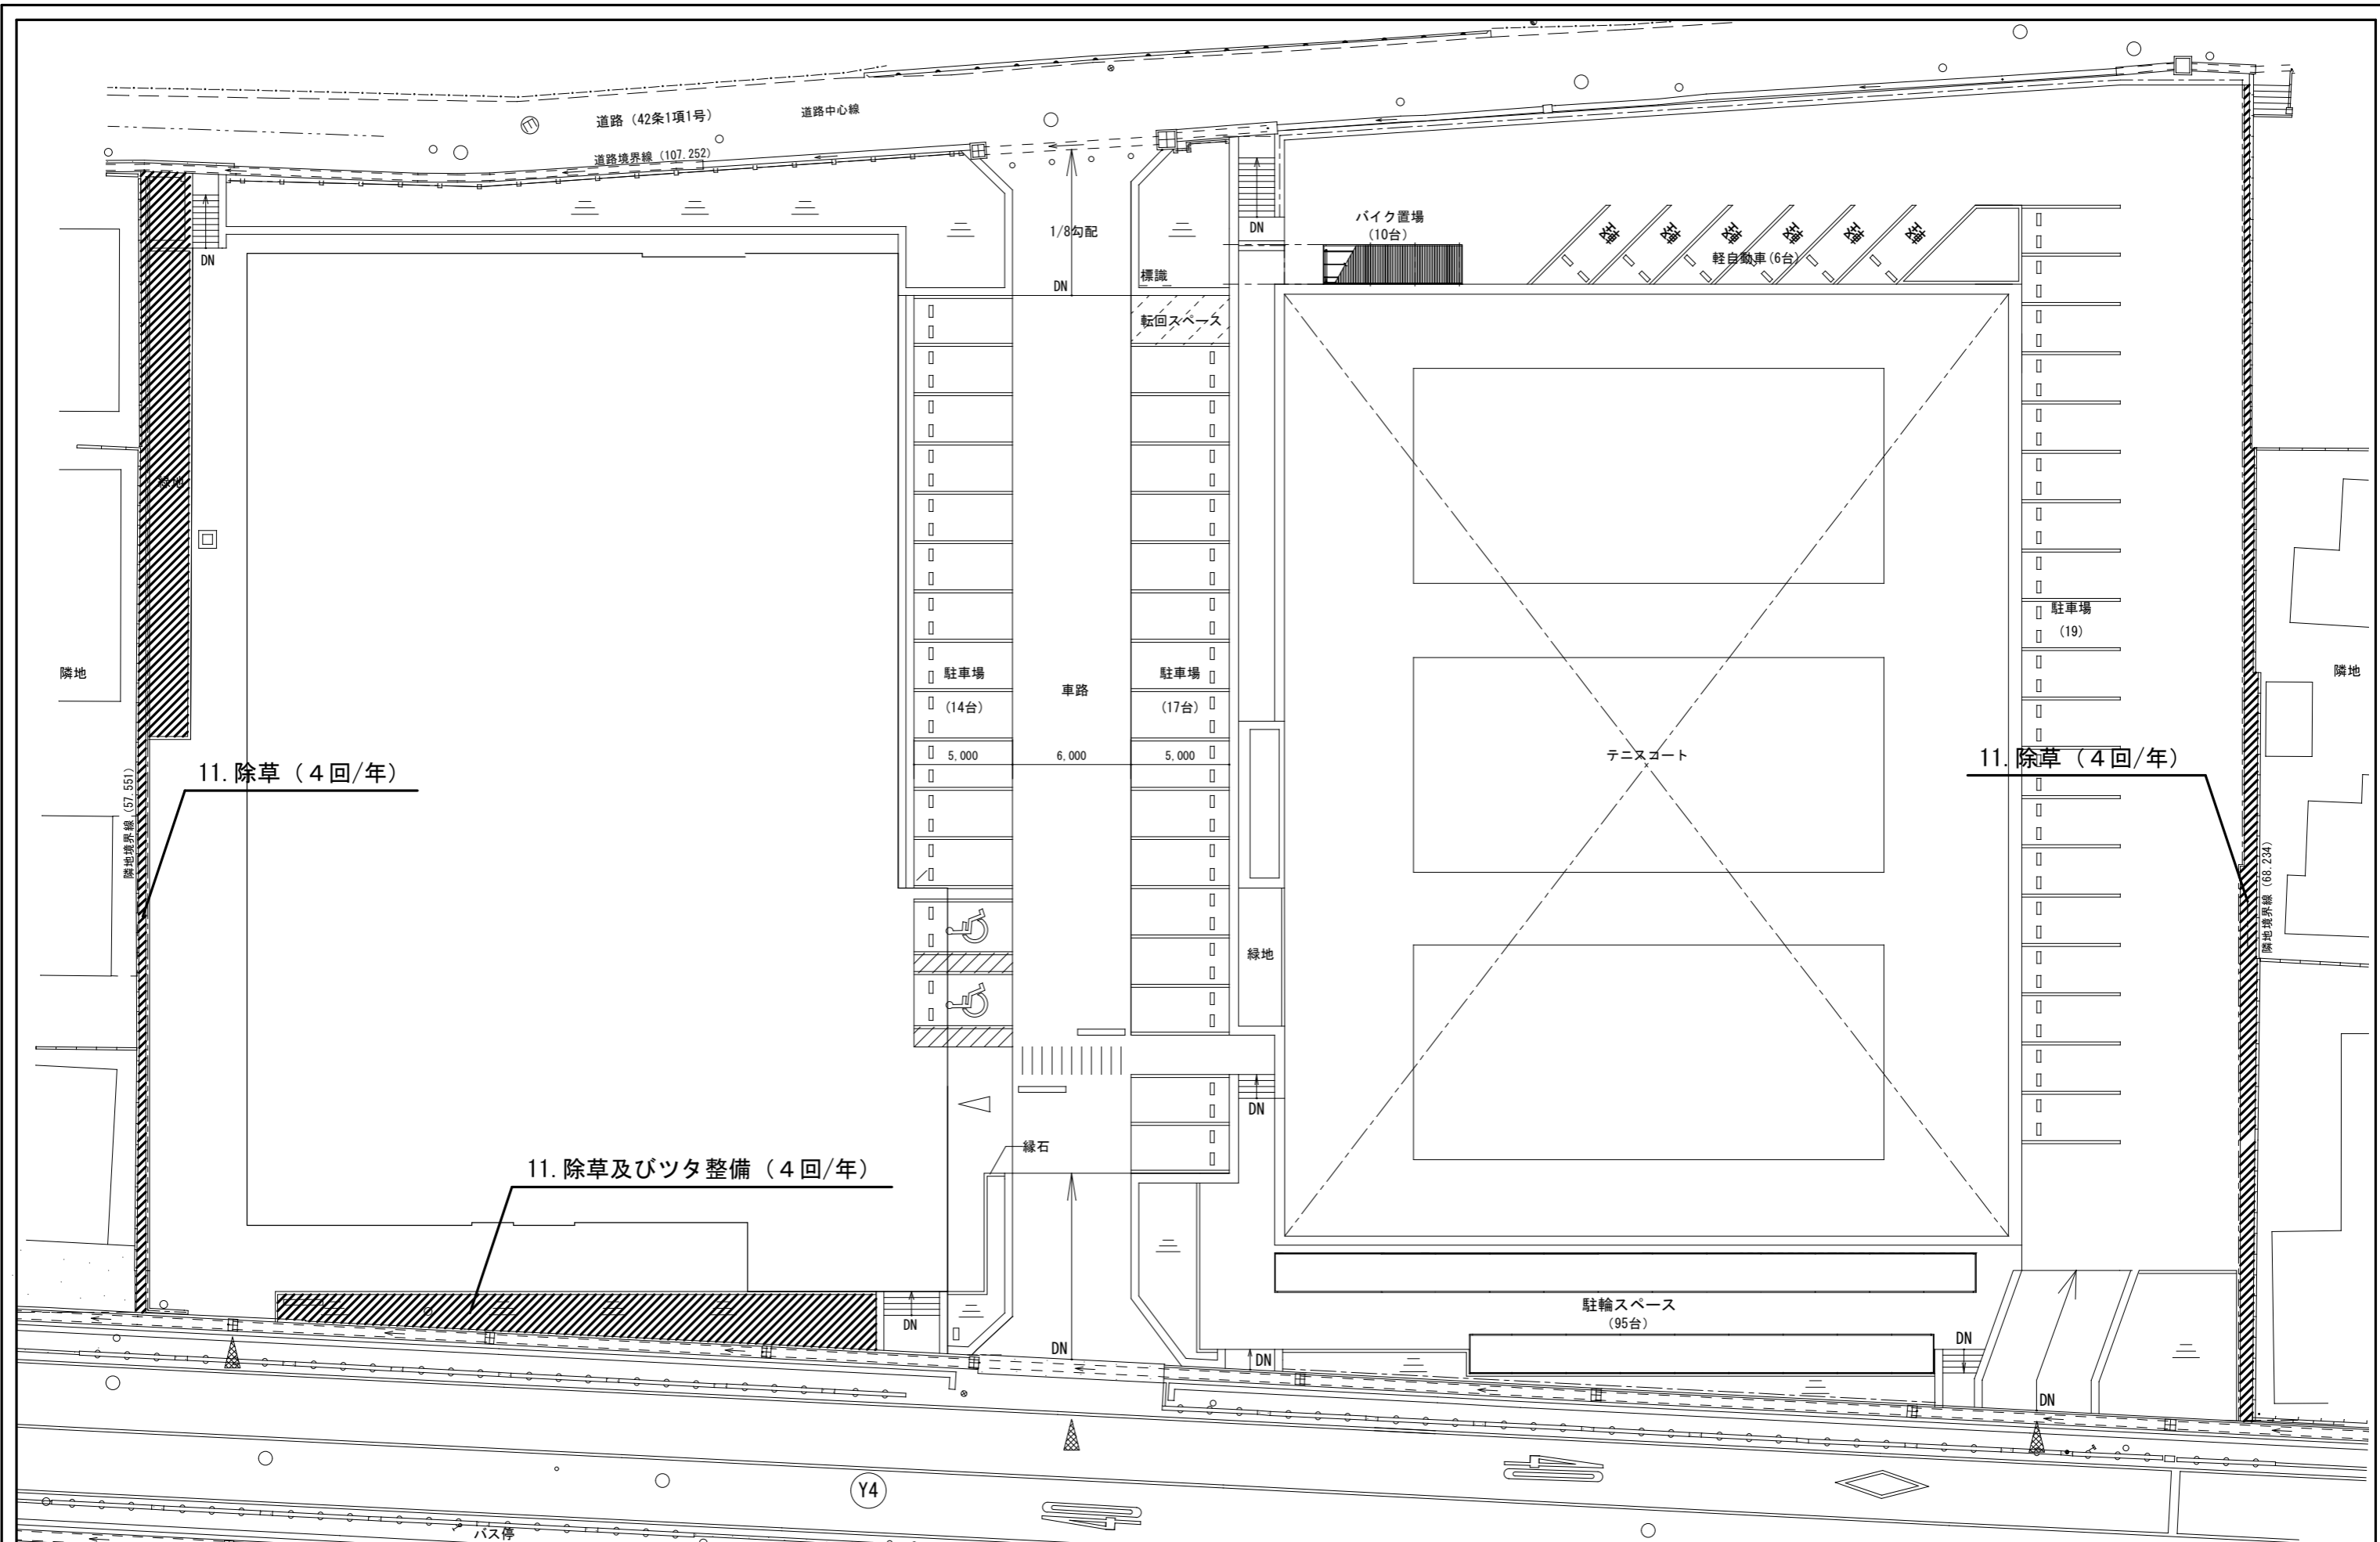 道路（42条1項1号）
道路中心線
道路境界線（107.252）
DN
1/8勾配
DN
DN
標識
転回スペース
バイク置場
（10台）
軽自動車（6台）
軽
軽
軽
軽
軽
軽
緑地
隣地
駐車場
（14台）
車路
駐車場
（17台）
5,000
6,000
5,000
テニスコート
駐車場
（19）
隣地
11.除草（４回/年）
11.除草（４回/年）
隣地境界線（57.551）
隣地境界線（68.234）
緑地
DN
縁石
11.除草及びツタ整備（４回/年）
駐輪スペース
（95台）
DN
DN
DN
DN
DN
Y4
バス停